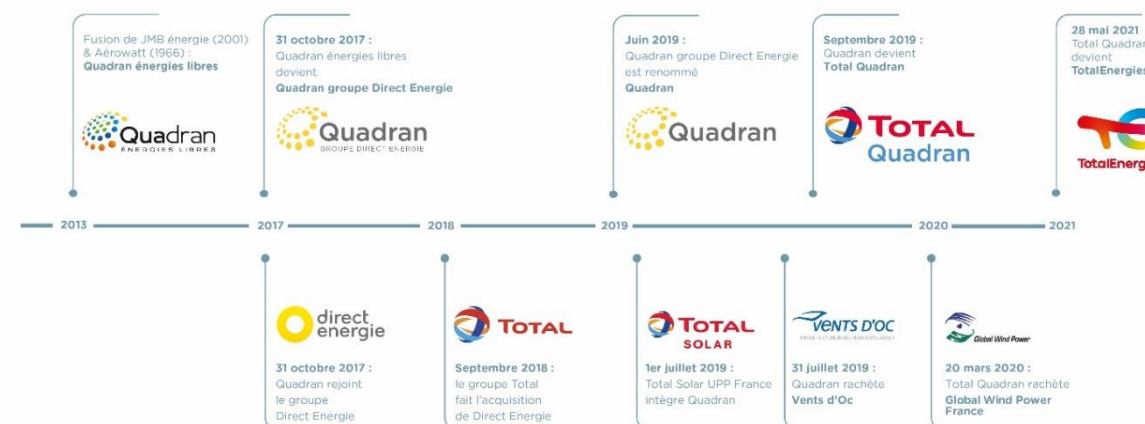 Fusion de JMB énergie (2001)
& Aérowatt (1966) :
Quadran énergies libres
Quadran
ÉNERGIES LIBRES
31 octobre 2017 :
Quadran énergies libres
devient
Quadran groupe Direct Energie
Quadran
GROUPE DIRECT ENERGIE
Juin 2019 :
Quadran groupe Direct Energie
est renommé
Quadran
Quadran
Septembre 2019 :
Quadran devient
Total Quadran
TOTAL
Quadran
28 mai 2021
Total Quadran
devient
TotalEnergies
TotalEnerg
2013
2017
2018
2019
2020
2021
direct
energie
31 octobre 2017 :
Quadran rejoint
le groupe
Direct Energie
TOTAL
Septembre 2018 :
le groupe Total
fait l'acquisition
de Direct Energie
TOTAL
SOLAR
1er juillet 2019 :
Total Solar UPP France
intègre Quadran
VENTS D'OC
31 juillet 2019 :
Quadran rachète
Vents d'Oc
Global Wind Power
20 mars 2020 :
Total Quadran rachète
Global Wind Power
France